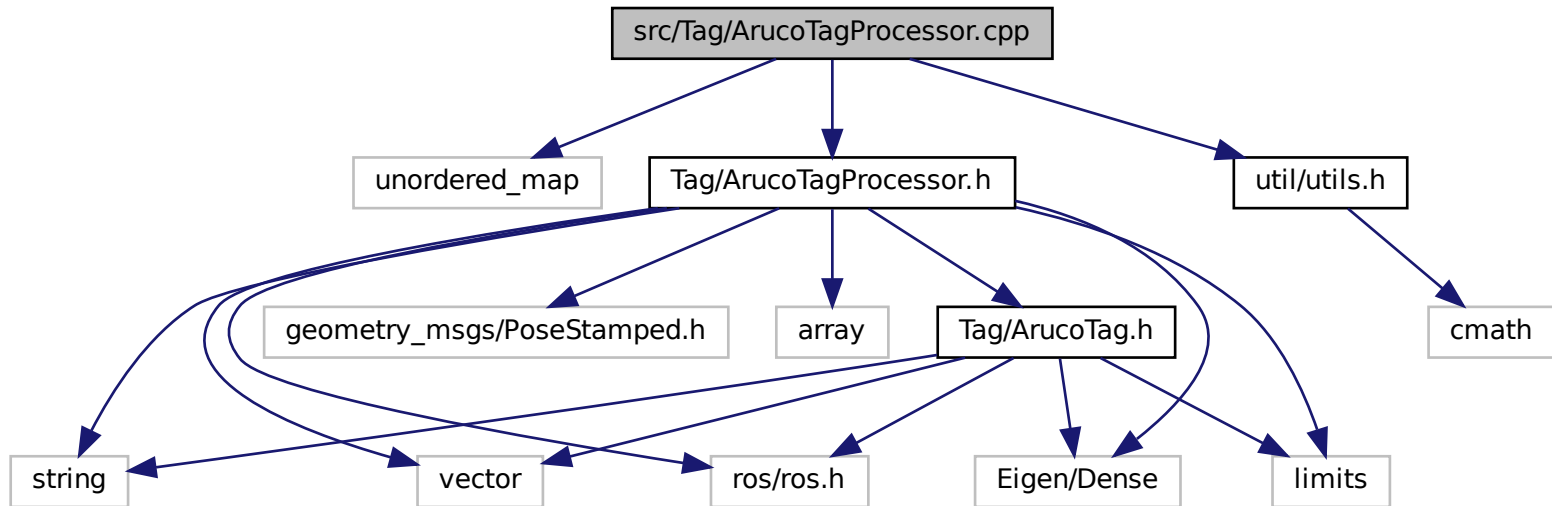 src/Tag/ArucoTagProcessor.cpp
unordered_map
Tag/ArucoTagProcessor.h
util/utils.h
geometry_msgs/PoseStamped.h
array
Tag/ArucoTag.h
cmath
string
vector
ros/ros.h
Eigen/Dense
limits